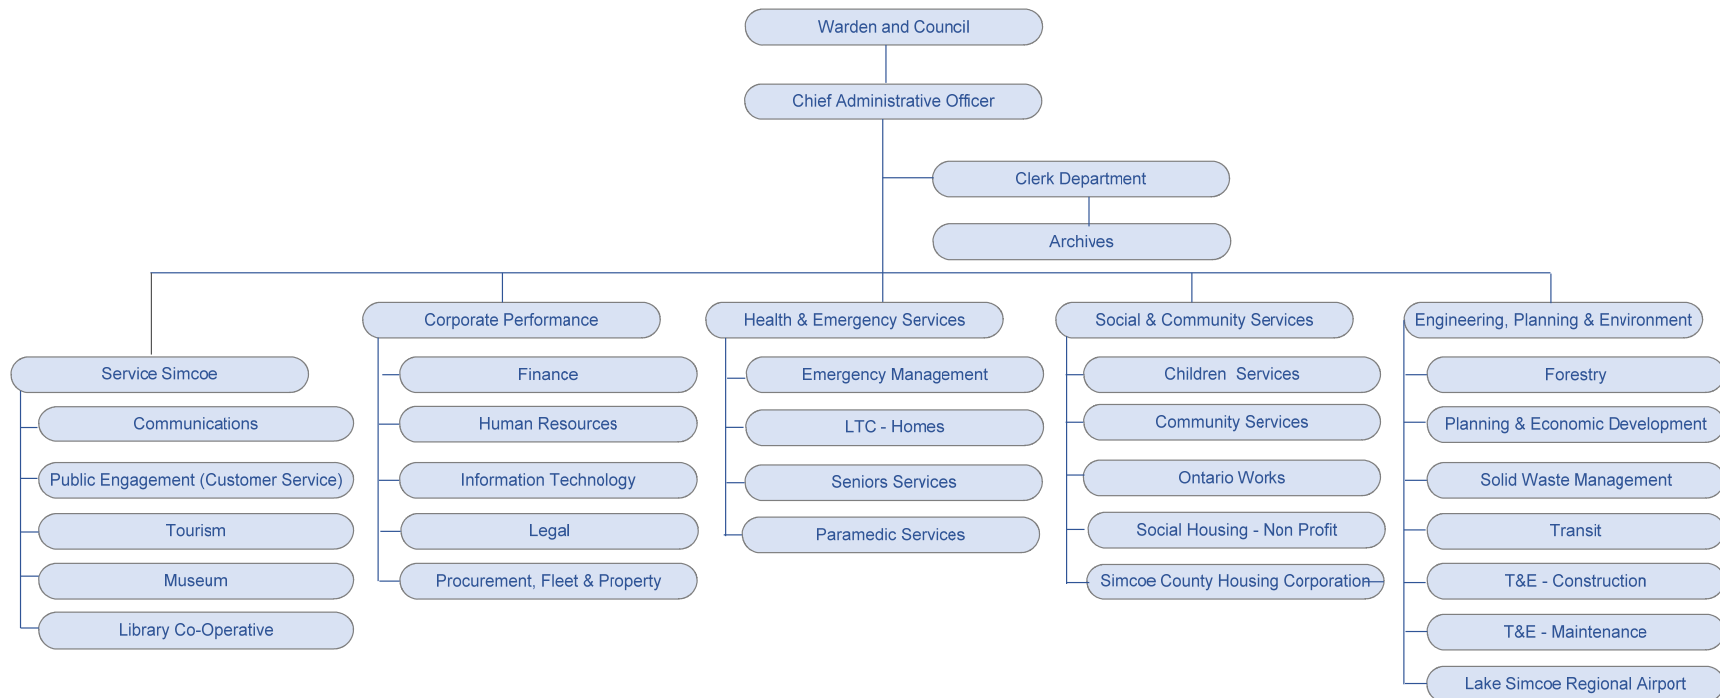 Warden and Council
Chief Administrative Officer
Clerk Department
Archives
Service Simcoe
Communications
Public Engagement (Customer Service)
Tourism
Museum
Library Co-Operative
Corporate Performance
Finance
Human Resources
Information Technology
Legal
Procurement, Fleet & Property
Health & Emergency Services
Emergency Management
LTC - Homes
Seniors Services
Paramedic Services
Social & Community Services
Children Services
Community Services
Ontario Works
Social Housing - Non Profit
Simcoe County Housing Corporation
Engineering, Planning & Environment
Forestry
Planning & Economic Development
Solid Waste Management
Transit
T&E - Construction
T&E - Maintenance
Lake Simcoe Regional Airport